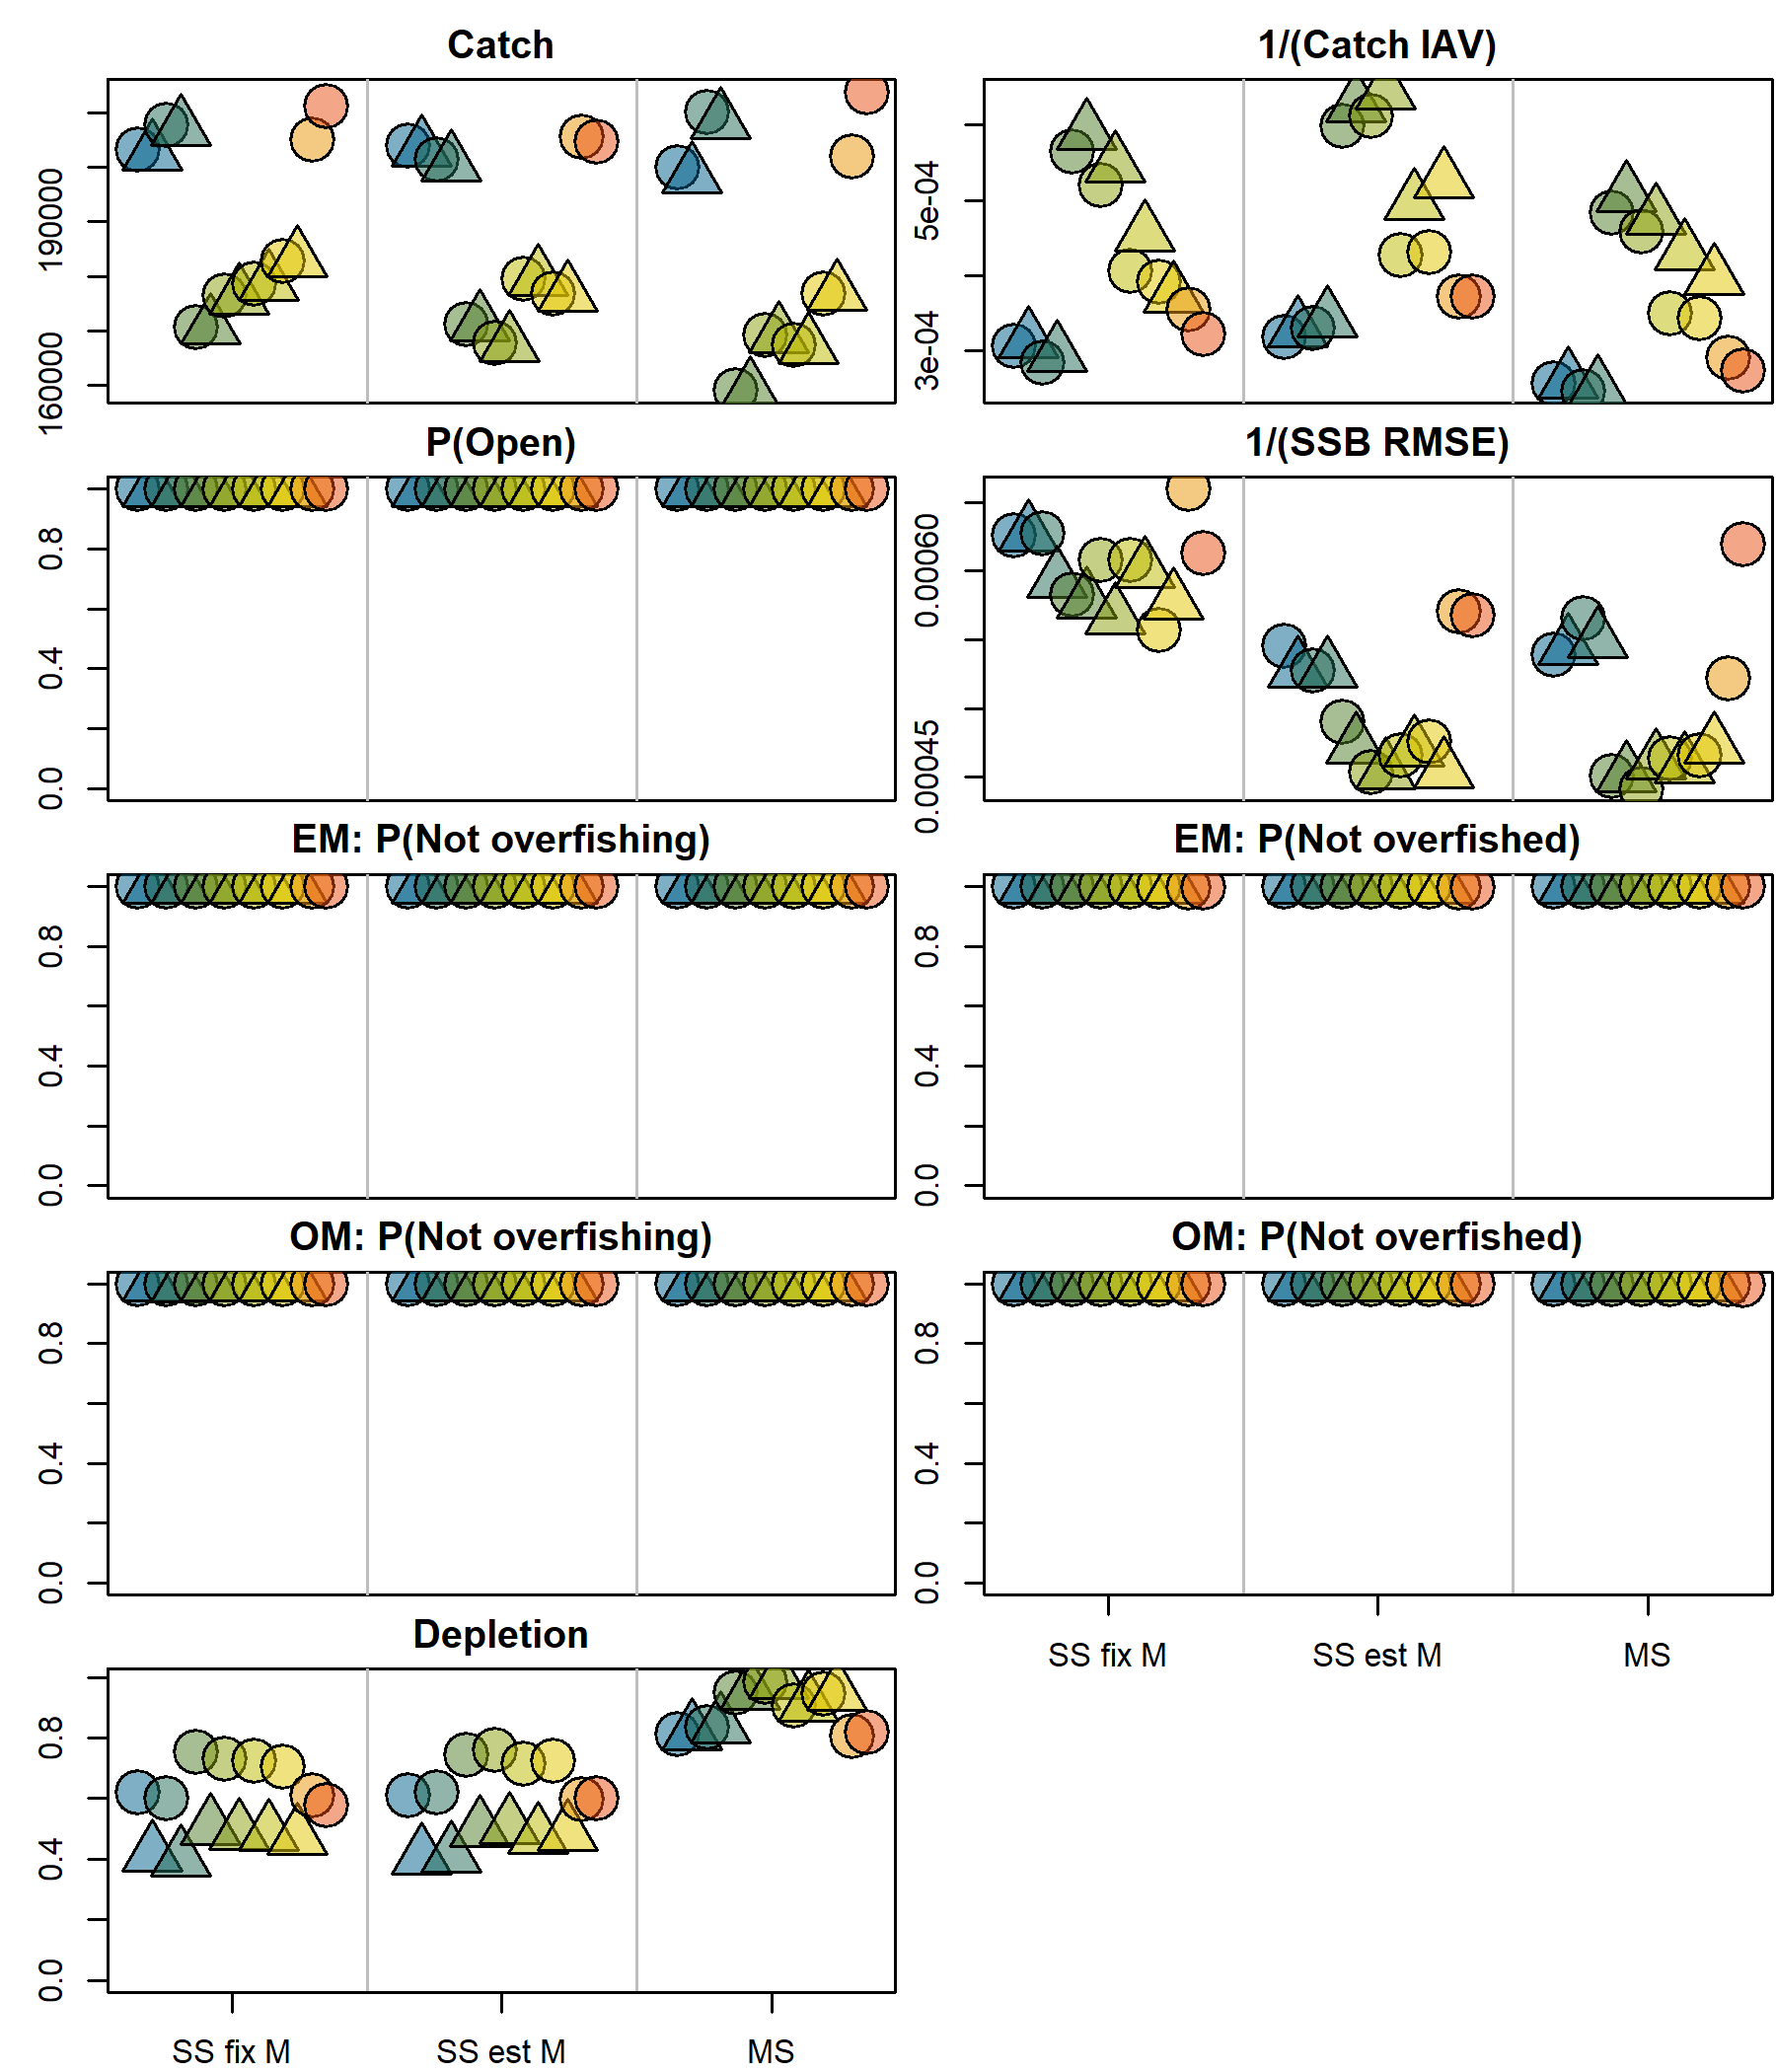 Catch
1/(Catch IAV)
190000
160000
5e-04
3e-04
P(Open)
1/(SSB RMSE)
0.8
0.4
0.0
0.00060
0.00045
EM: P(Not overfishing)
EM: P(Not overfished)
0.8
0.4
0.0
0.8
0.4
0.0
OM: P(Not overfishing)
OM: P(Not overfished)
0.8
0.4
0.0
0.8
0.4
0.0
SS fix M
SS est M
MS
Depletion
0.8
0.4
0.0
SS fix M
SS est M
MS